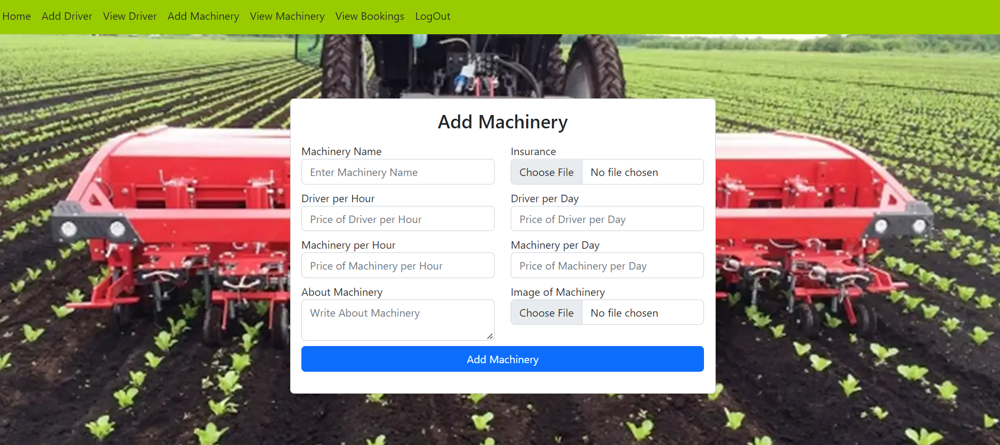 Home Add Driver View Driver Add Machinery View Machinery View Bookings LogOut
Add Machinery
Machinery Name Insurance
Enter Machinery Name Choose File No file chosen
Driver per Hour Driver per Day
Price of Driver per Hour Price of Driver per Day
Machinery per Hour Machinery per Day
Price of Machinery per Hour Price of Machinery per Day
About Machinery Image of Machinery
Write About Machinery Choose File No file chosen
Add Machinery